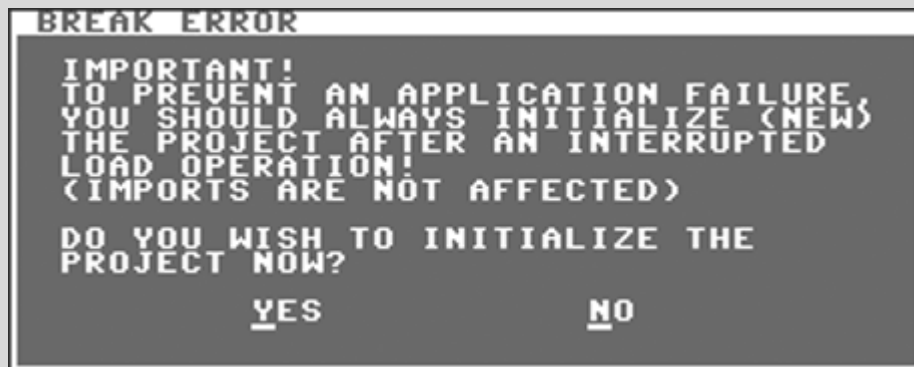 BREAK ERROR
IMPORTANT!
TO PREVENT AN APPLICATION FAILURE,
YOU SHOULD ALWAYS INITIALIZE (NEW)
THE PROJECT AFTER AN INTERRUPTED
LOAD OPERATION!
(IMPORTS ARE NOT AFFECTED)
DO YOU WISH TO INITIALIZE THE
PROJECT NOW?
YES NO